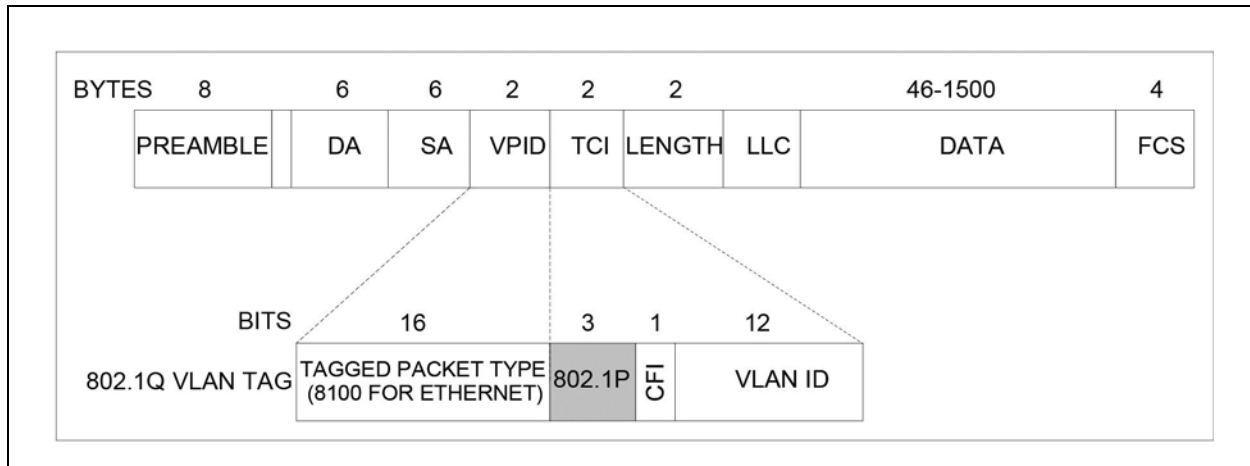 BYTES 8 6 6 2 2 2 46-1500 4
PREAMBLE DA SA VPID TCI LENGTH LLC DATA FCS
BITS 16 3 1 12
802.1Q VLAN TAG TAGGED PACKET TYPE 802.1P CFI VLAN ID
(8100 FOR ETHERNET)